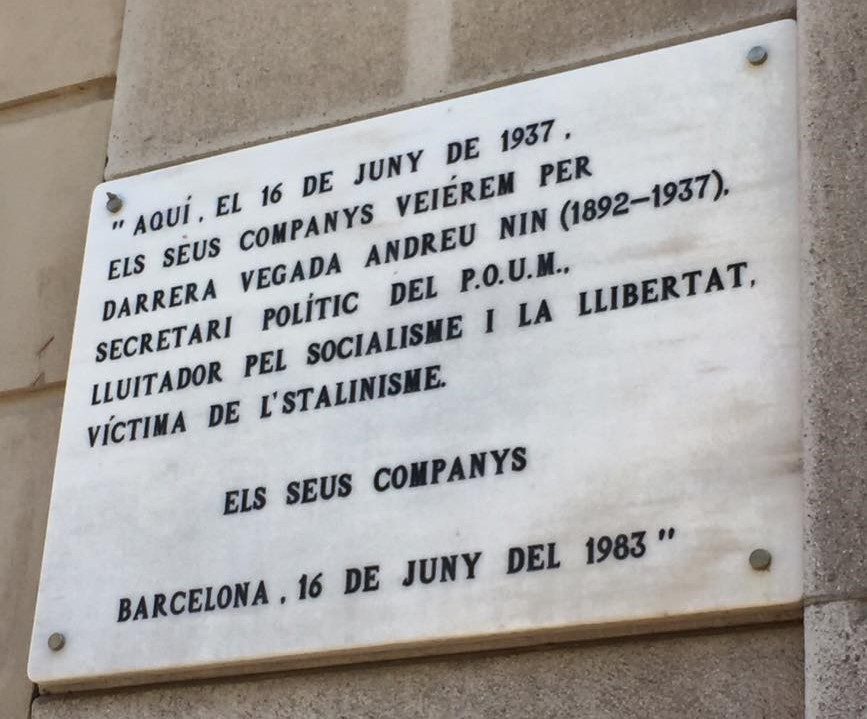 " AQUÍ, EL 16 DE JUNY DE 1937,
ELS SEUS COMPANYS VEIÉREM PER
DARRERA VEGADA ANDREU NIN (1892-1937),
SECRETARI POLÍTIC DEL P.O.U.M.,
LLUITADOR PEL SOCIALISME I LA LLIBERTAT,
VÍCTIMA DE L'STALINISME.
ELS SEUS COMPANYS
BARCELONA, 16 DE JUNY DEL 1983 "